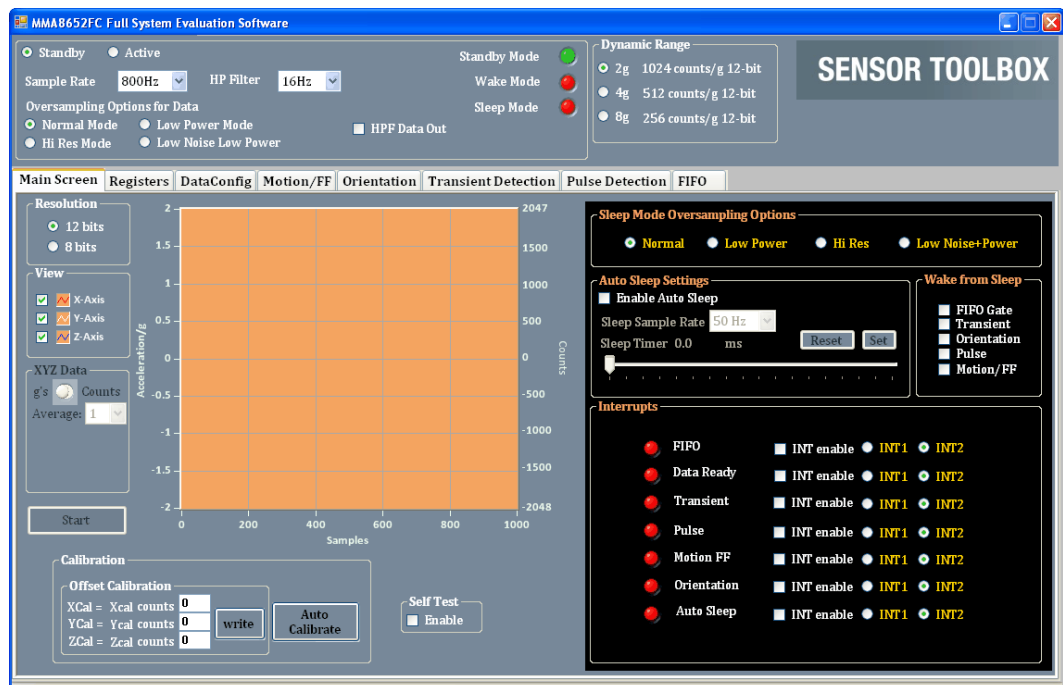 MMA8652FC Full System Evaluation Software
Standby Active
Sample Rate 800Hz HP Filter 16Hz
Oversampling Options for Data
Normal Mode Low Power Mode
Hi Res Mode Low Noise Low Power
HPF Data Out
Standby Mode
Wake Mode
Sleep Mode
Dynamic Range
2g 1024 counts/g 12-bit
4g 512 counts/g 12-bit
8g 256 counts/g 12-bit
SENSOR TOOLBOX
Main Screen Registers DataConfig Motion/FF Orientation Transient Detection Pulse Detection FIFO
Resolution
12 bits
8 bits
View
X-Axis
Y-Axis
Z-Axis
XYZ Data
g's Counts
Average: 1
Start
Acceleration/g
2
1.5
1
0.5
0
-0.5
-1
-1.5
-2
0 200 400 600 800 1000
Samples
2047
1500
1000
500
0
-500
-1000
-1500
-2048
Counts
Calibration
Offset Calibration
XCal = Xcal counts 0
YCal = Ycal counts 0
ZCal = Zcal counts 0
write
Auto
Calibrate
Self Test
Enable
Sleep Mode Oversampling Options
Normal Low Power Hi Res Low Noise+Power
Auto Sleep Settings
Enable Auto Sleep
Sleep Sample Rate 50 Hz
Sleep Timer 0.0 ms Reset Set
Wake from Sleep
FIFO Gate
Transient
Orientation
Pulse
Motion/FF
Interrupts
FIFO INT enable INT1 INT2
Data Ready INT enable INT1 INT2
Transient INT enable INT1 INT2
Pulse INT enable INT1 INT2
Motion FF INT enable INT1 INT2
Orientation INT enable INT1 INT2
Auto Sleep INT enable INT1 INT2